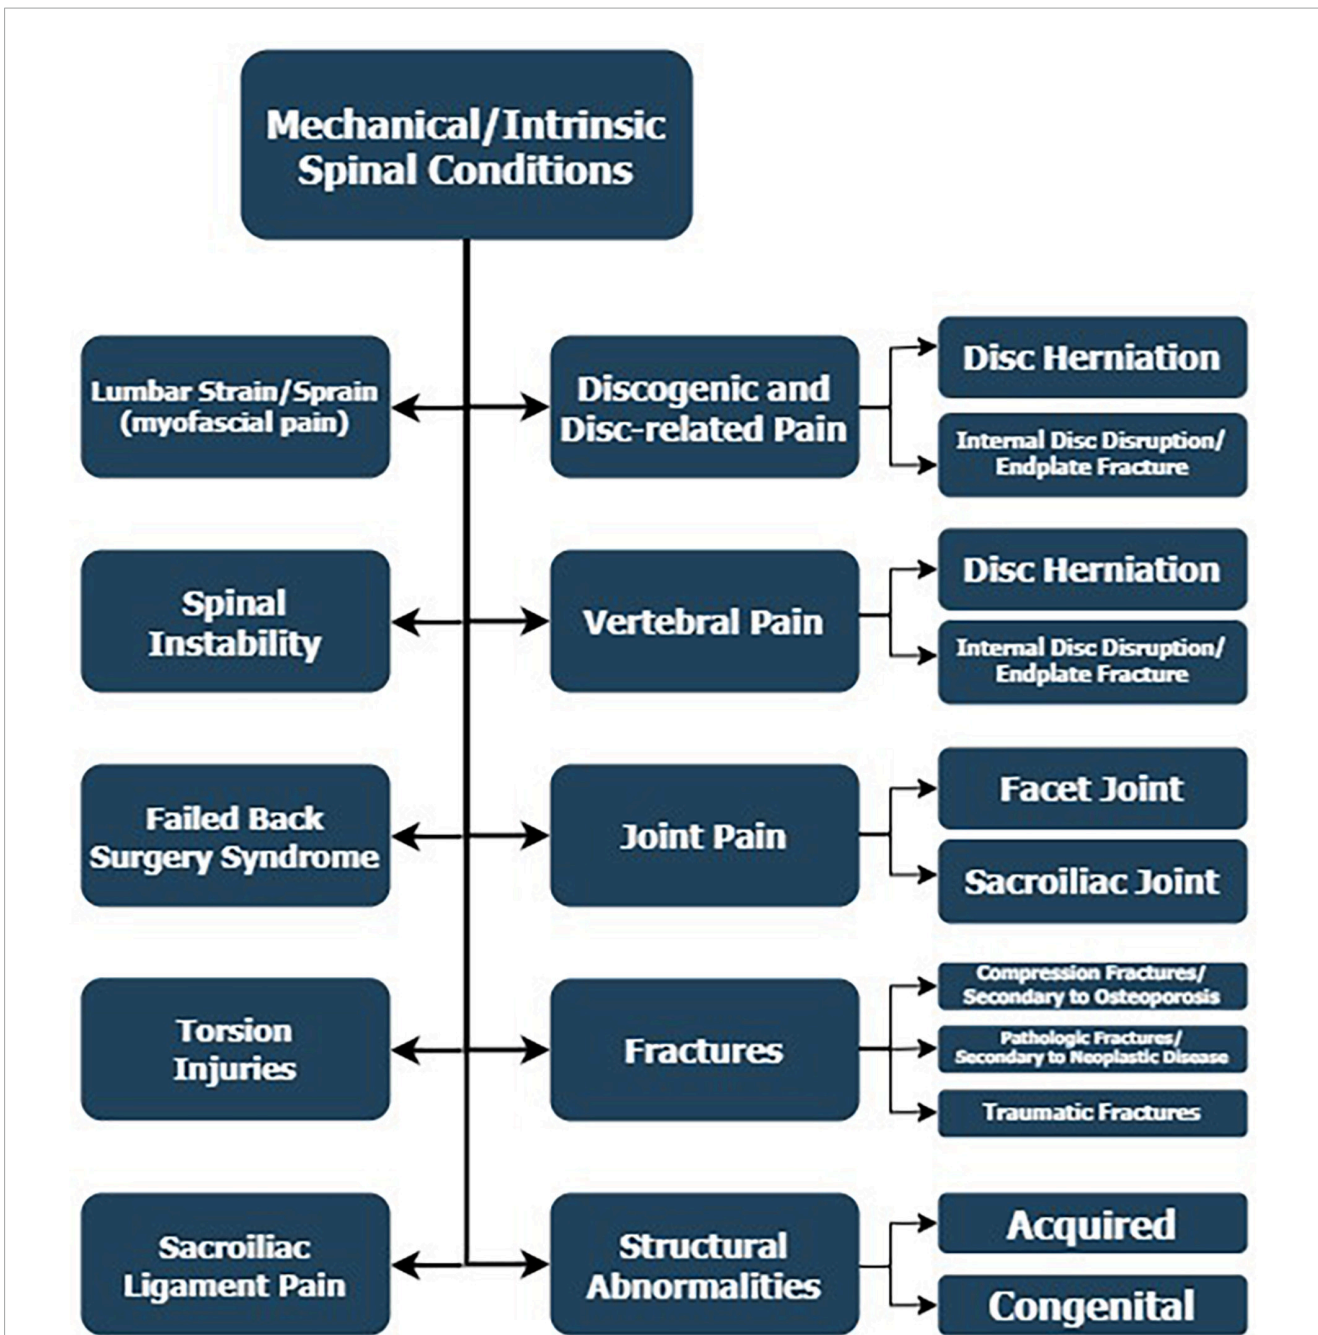 Mechanical/Intrinsic
Spinal Conditions
Lumbar Strain/Sprain
(myofascial pain)
Discogenic and
Disc-related Pain
Disc Herniation
Internal Disc Disruption/
Endplate Fracture
Spinal
Instability
Vertebral Pain
Disc Herniation
Internal Disc Disruption/
Endplate Fracture
Failed Back
Surgery Syndrome
Joint Pain
Facet Joint
Sacroiliac Joint
Torsion
Injuries
Fractures
Compression Fractures/
Secondary to Osteoporosis
Pathologic Fractures/
Secondary to Neoplastic Disease
Traumatic Fractures
Sacroiliac
Ligament Pain
Structural
Abnormalities
Acquired
Congenital